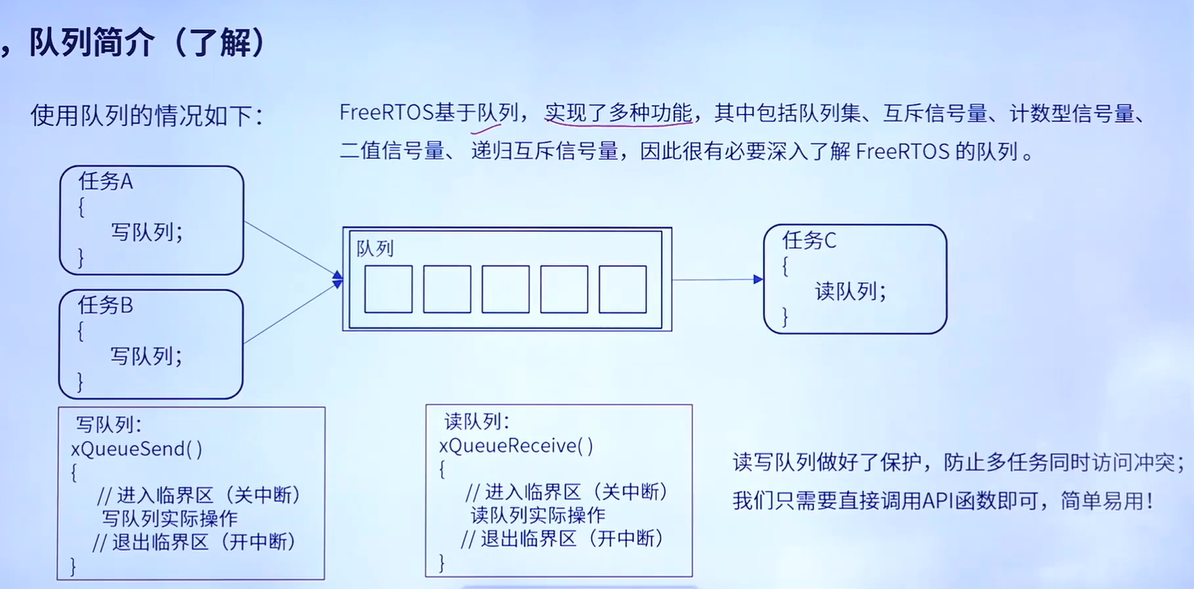 ，队列简介（了解）
使用队列的情况如下：
FreeRTOS基于队列， 实现了多种功能，其中包括队列集、互斥信号量、计数型信号量、
二值信号量、 递归互斥信号量，因此很有必要深入了解 FreeRTOS 的队列 。
任务A
{
写队列；
}
任务B
{
写队列；
}
队列
任务C
{
读队列；
}
写队列：
xQueueSend( )
{
// 进入临界区（关中断）
写队列实际操作
// 退出临界区（开中断）
}
读队列：
xQueueReceive( )
{
// 进入临界区（关中断）
读队列实际操作
// 退出临界区（开中断）
}
读写队列做好了保护，防止多任务同时访问冲突；
我们只需要直接调用API函数即可，简单易用！